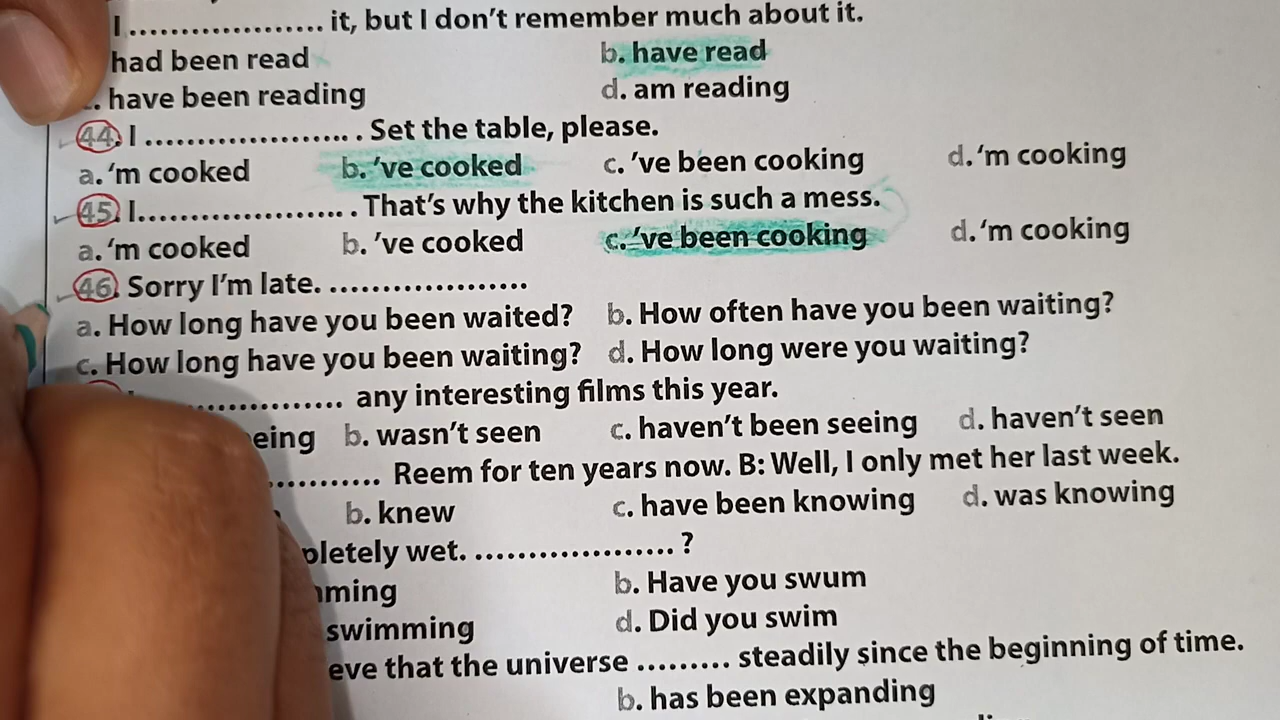 I ................... it, but I don't remember much about it.
had been read b. have read
. have been reading d. am reading
44. I .................... . Set the table, please.
a. 'm cooked b. 've cooked c. 've been cooking d. 'm cooking
45. I.................... . That's why the kitchen is such a mess.
a. 'm cooked b. 've cooked c. 've been cooking d. 'm cooking
46. Sorry I'm late. ...................
a. How long have you been waited? b. How often have you been waiting?
c. How long have you been waiting? d. How long were you waiting?
............... any interesting films this year.
eing b. wasn't seen c. haven't been seeing d. haven't seen
........... Reem for ten years now. B: Well, I only met her last week.
b. knew c. have been knowing d. was knowing
pletely wet. .................... ?
ming b. Have you swum
swimming d. Did you swim
eve that the universe ......... steadily since the beginning of time.
b. has been expanding